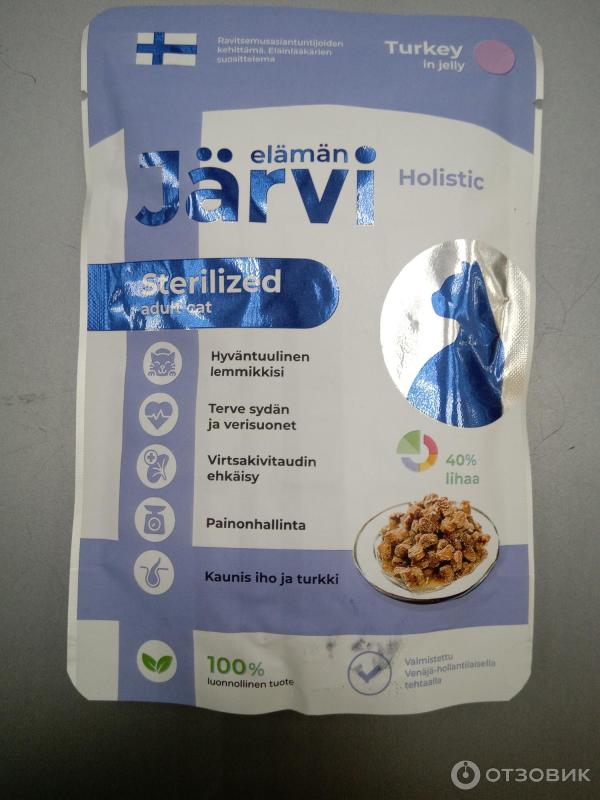 Ravitsemusasiantuntijoiden
kehittämä. Eläinlääkärien
suosittelema
Turkey
in jelly
elämän
Järvi
Holistic
Sterilized
adult cat
Hyväntuulinen
lemmikkisi
Terve sydän
ja verisuonet
Virtsakivitaudin
ehkäisy
40%
lihaa
Painonhallinta
Kaunis iho ja turkki
100%
luonnollinen tuote
Valmistettu
Venäjä-hollantilaisella
tehtaalla
ОТЗОВИК